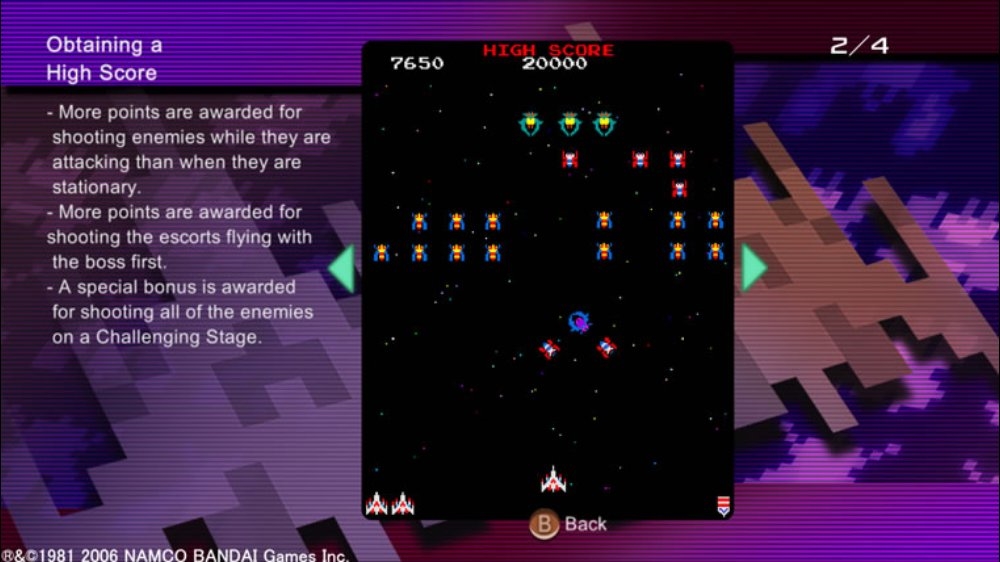 Obtaining a
High Score
2/4
- More points are awarded for
shooting enemies while they are
attacking than when they are
stationary.
- More points are awarded for
shooting the escorts flying with
the boss first.
- A special bonus is awarded
for shooting all of the enemies
on a Challenging Stage.
HIGH SCORE
7650 20000
B Back
®&©1981 2006 NAMCO BANDAI Games Inc.